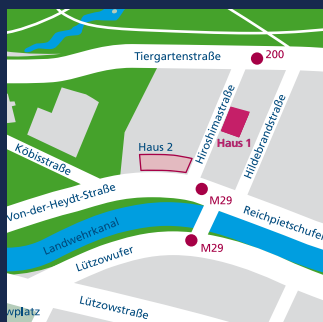 Tiergartenstraße
200
Hiroshimastraße
Haus 1
Hildebrandstraße
Haus 2
Köbisstraße
Von-der-Heydt-Straße
M29
Reichpietschufer
Landwehrkanal
M29
Lützowufer
Lützowstraße
wplatz